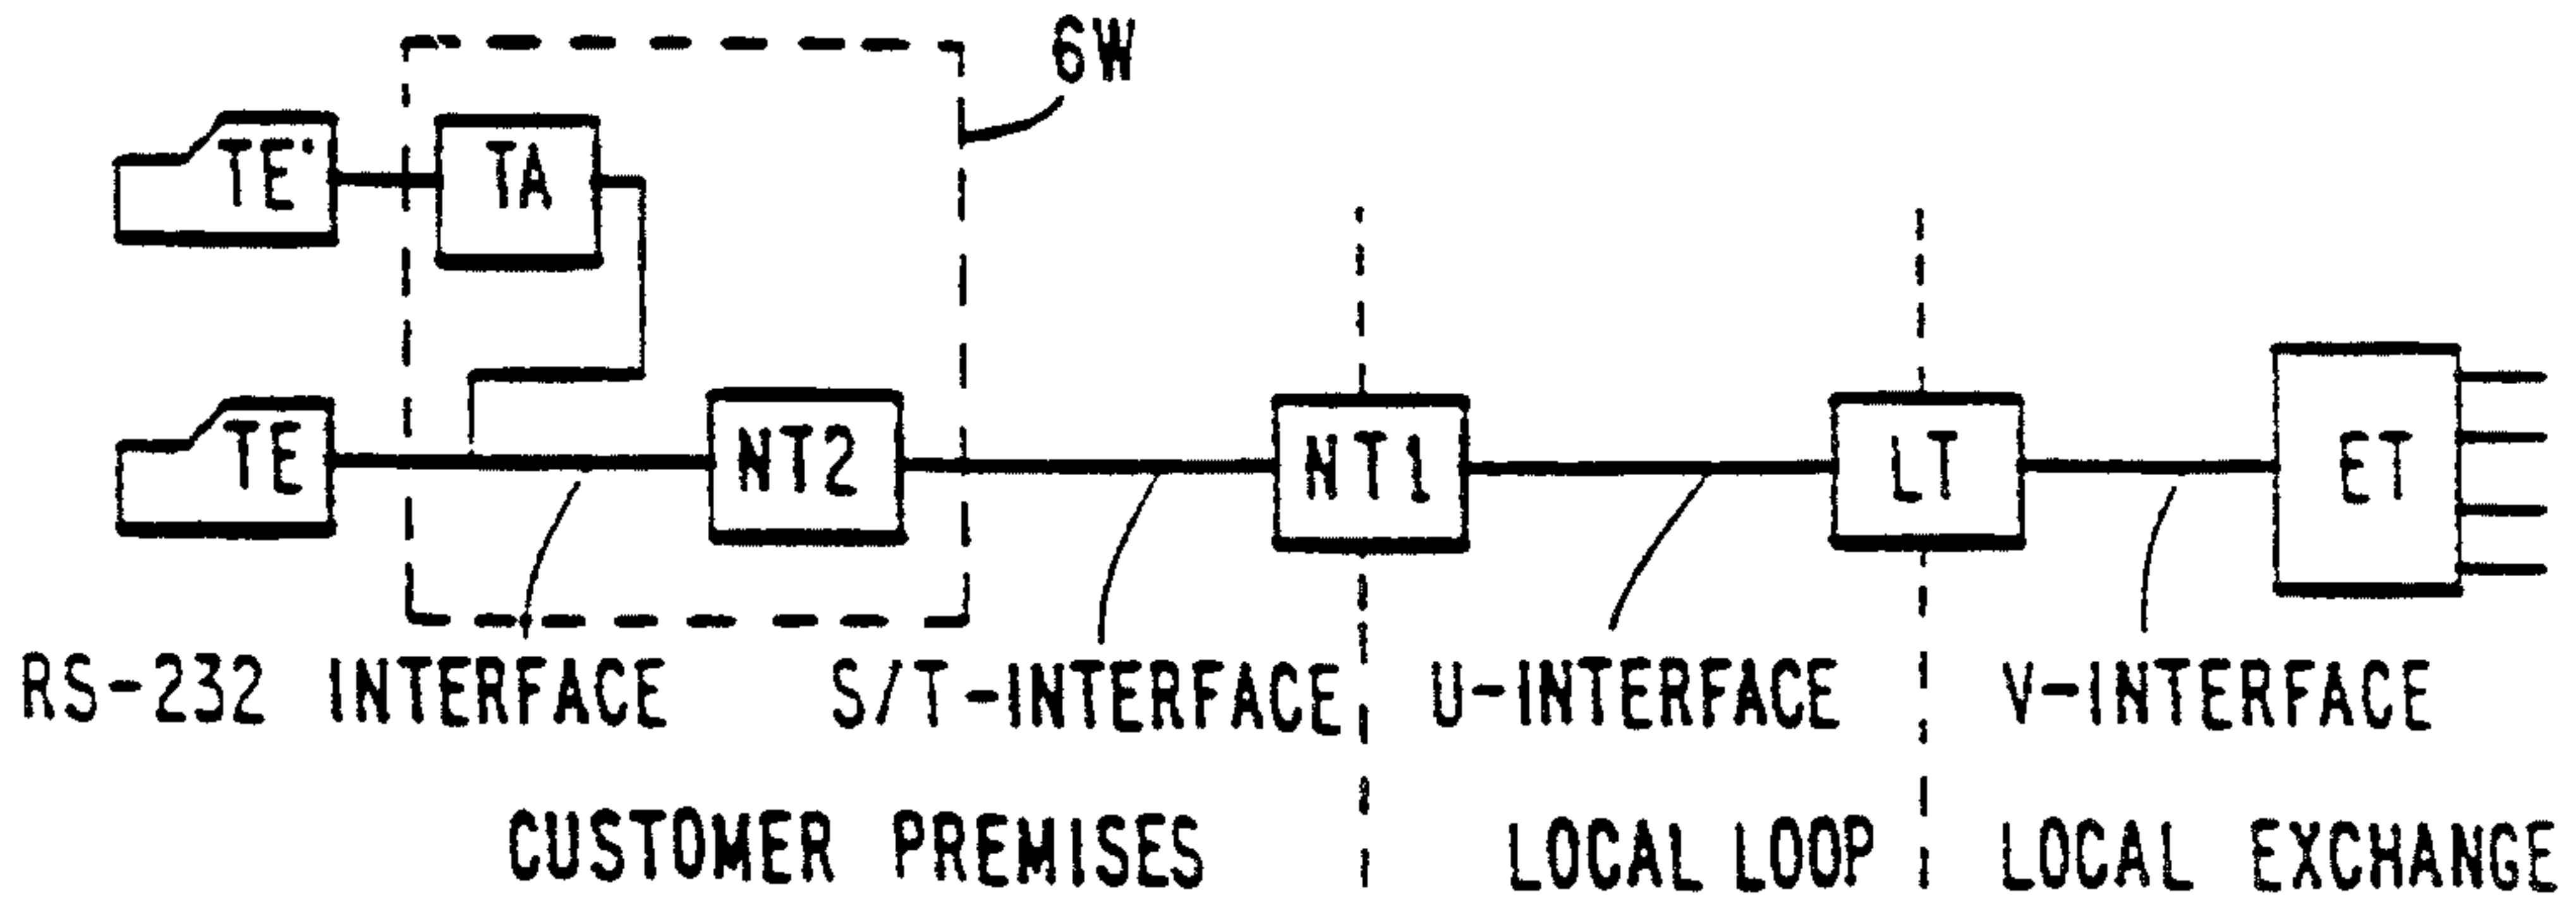 6W
TE'
TA
TE
NT2
NT1
LT
ET
RS-232 INTERFACE
S/T-INTERFACE
U-INTERFACE
V-INTERFACE
CUSTOMER PREMISES
LOCAL LOOP
LOCAL EXCHANGE